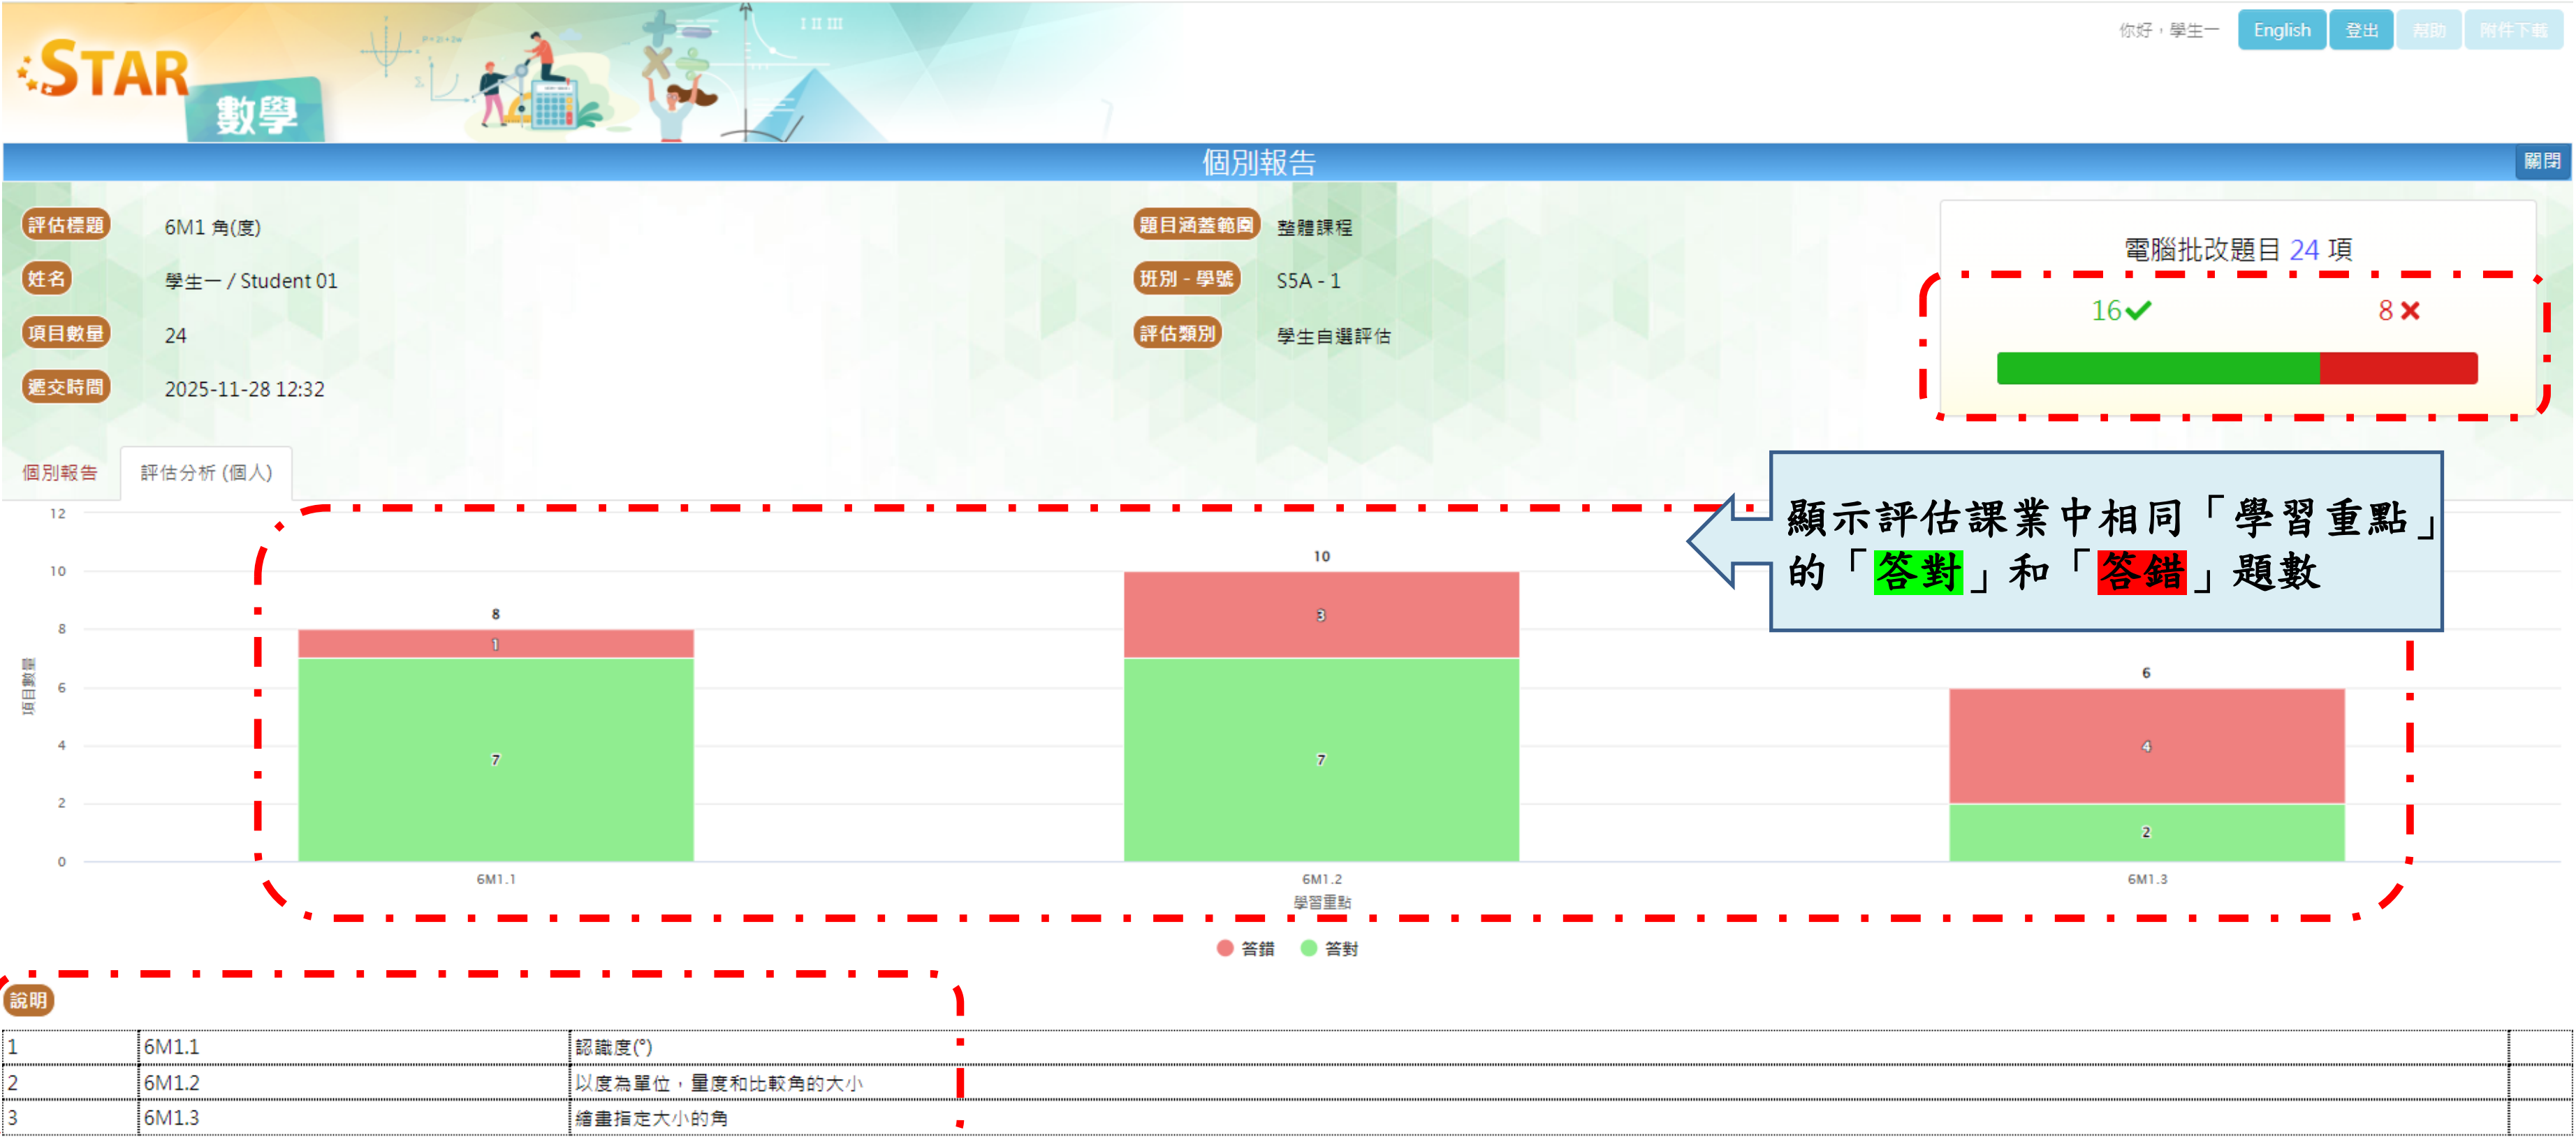 你好，學生一 English 登出 幫助 附件下載
STAR
數學
P = 2l + 2w
I II III
個別報告
關閉
評估標題 6M1 角(度)
題目涵蓋範圍 整體課程
姓名 學生一 / Student 01
班別 - 學號 S5A - 1
項目數量 24
評估類別 學生自選評估
遞交時間 2025-11-28 12:32
電腦批改題目 24 項
16 ✔ 8 ✖
個別報告 評估分析 (個人)
顯示評估課業中相同「學習重點」
的「答對」和「答錯」題數
項目數量
12
10
8
6
4
2
0
8
1
7
10
3
7
6
4
2
6M1.1 6M1.2 6M1.3
學習重點
答錯 答對
說明
1 6M1.1 認識度(°)
2 6M1.2 以度為單位，量度和比較角的大小
3 6M1.3 繪畫指定大小的角